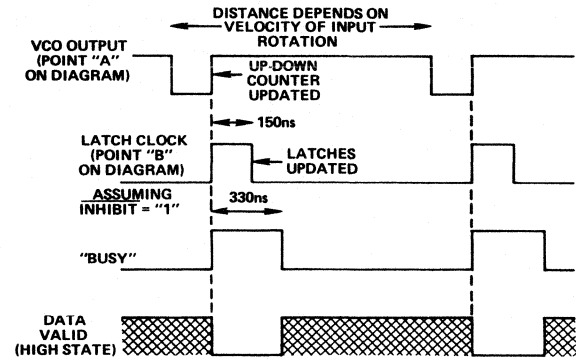 DISTANCE DEPENDS ON
VELOCITY OF INPUT
ROTATION
VCO OUTPUT
(POINT "A"
ON DIAGRAM)
UP-DOWN
COUNTER
UPDATED
150ns
LATCH CLOCK
(POINT "B"
ON DIAGRAM)
LATCHES
UPDATED
ASSUMING
INHIBIT = "1"
330ns
"BUSY"
DATA
VALID
(HIGH STATE)